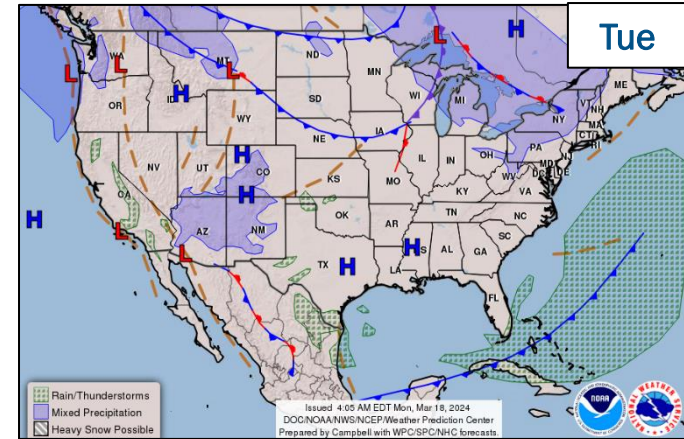 Tue
H
L
WA
L
MT
L
ND
MN
WI
MI
ME
VT
NH
NY
MA
CT
RI
OR
ID
H
WY
SD
IA
NE
PA
NJ
OH
MD
DE
DC
WV
VA
IL
IN
NV
UT
H
CO
KS
MO
KY
CA
H
AZ
NM
OK
AR
TN
NC
SC
H
L
L
TX
H
LA
H
MS
AL
GA
FL
Rain/Thunderstorms
Mixed Precipitation
Heavy Snow Possible
Issued 4:05 AM EDT Mon, Mar 18, 2024
DOC/NOAA/NWS/NCEP/Weather Prediction Center
Prepared by Campbell with WPC/SPC/NHC forecasts.
NOAA
NATIONAL WEATHER SERVICE